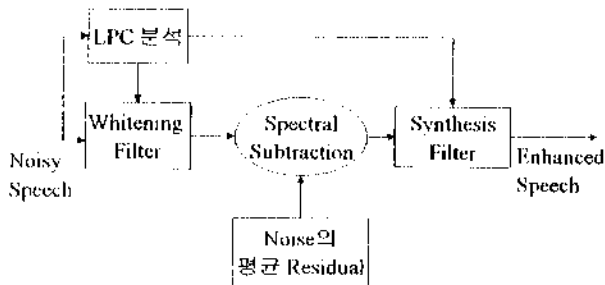 LPC 분석
Whitening
Filter
Spectral
Subtraction
Synthesis
Filter
Noisy
Speech
Enhanced
Speech
Noise의
평균 Residual